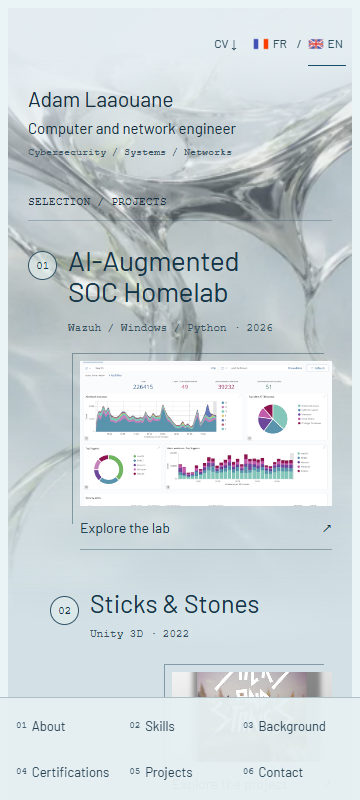 CV ↓ FR / EN
Adam Laaouane
Computer and network engineer
Cybersecurity / Systems / Networks
SELECTION / PROJECTS
01 AI-Augmented
SOC Homelab
Wazuh / Windows / Python · 2026
226415 49 39232 51
Explore the lab ↗
02 Sticks & Stones
Unity 3D · 2022
01 About 02 Skills 03 Background
04 Certifications 05 Projects 06 Contact